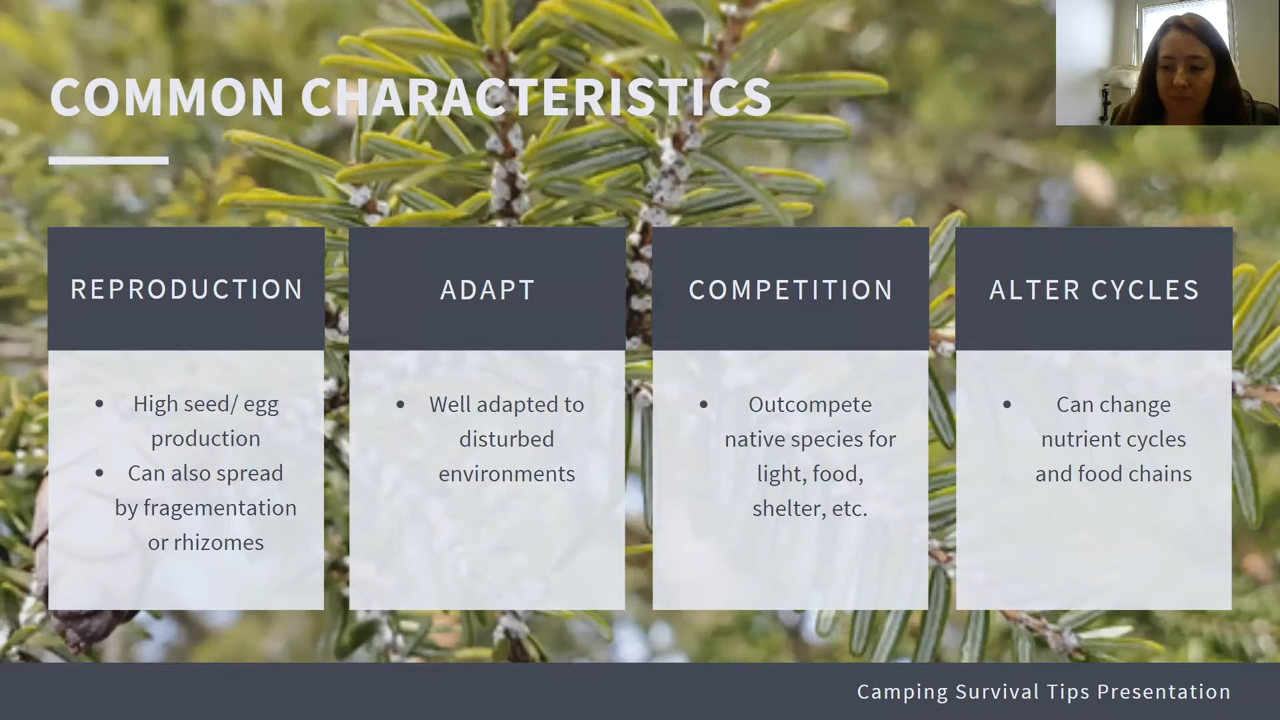 COMMON CHARACTERISTICS
REPRODUCTION
• High seed/ egg
production
• Can also spread
by fragementation
or rhizomes
ADAPT
• Well adapted to
disturbed
environments
COMPETITION
• Outcompete
native species for
light, food,
shelter, etc.
ALTER CYCLES
• Can change
nutrient cycles
and food chains
Camping Survival Tips Presentation